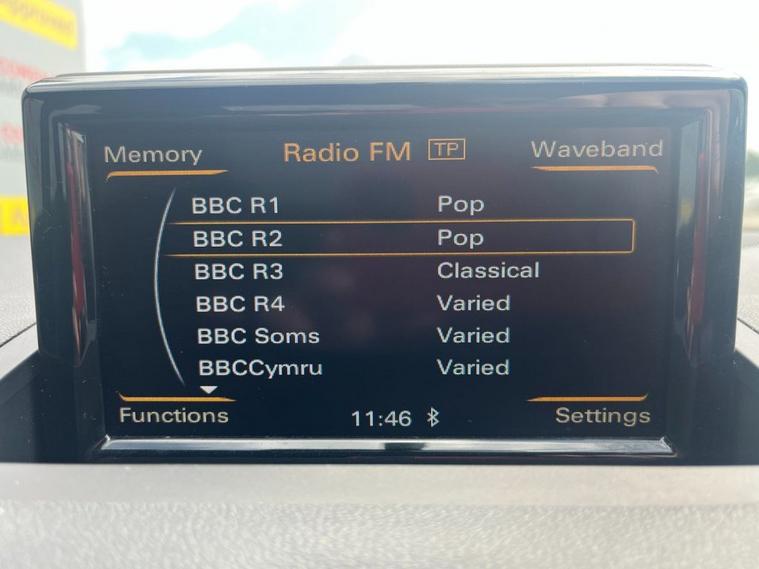 Memory Radio FM TP Waveband
BBC R1 Pop
BBC R2 Pop
BBC R3 Classical
BBC R4 Varied
BBC Soms Varied
BBCCymru Varied
Functions 11:46 Settings